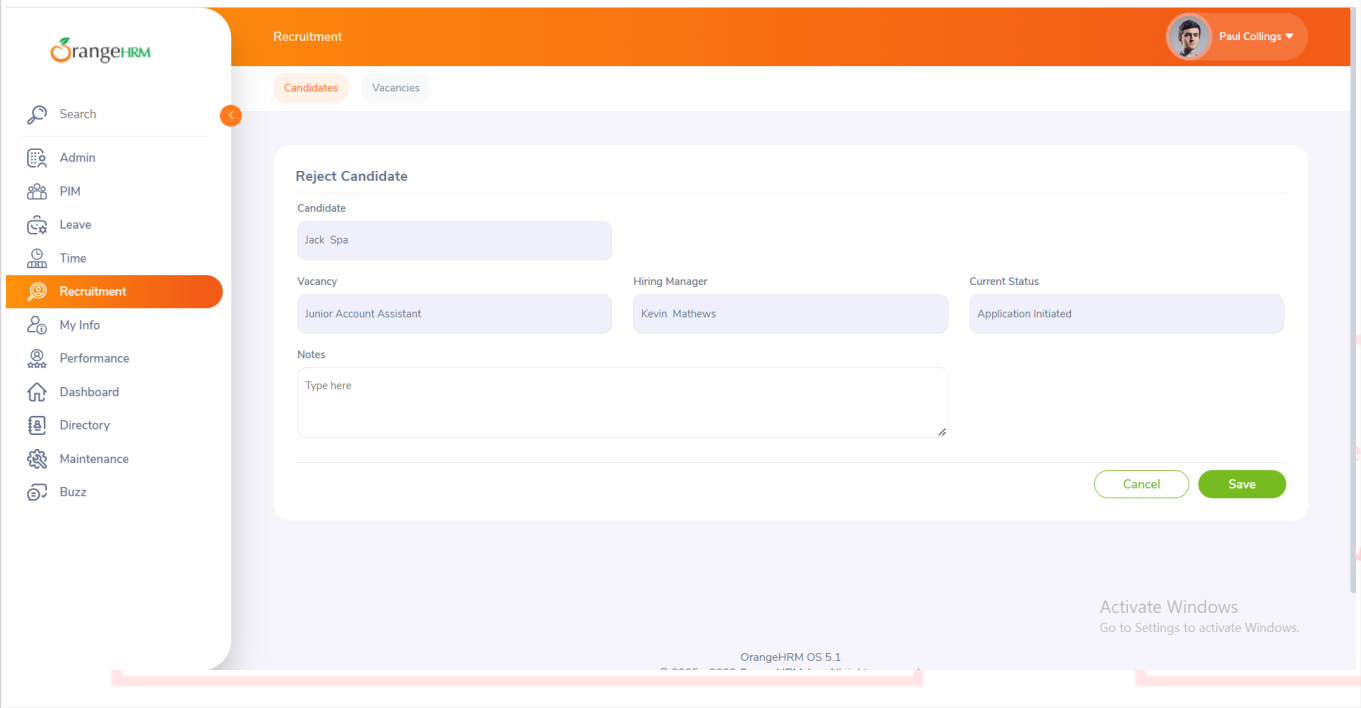 OrangeHRM
Recruitment
Paul Collings
Candidates
Vacancies
Search
Admin
PIM
Leave
Time
Recruitment
My Info
Performance
Dashboard
Directory
Maintenance
Buzz
Reject Candidate
Candidate
Jack Spa
Vacancy
Hiring Manager
Current Status
Junior Account Assistant
Kevin Mathews
Application Initiated
Notes
Type here
Cancel
Save
Activate Windows
Go to Settings to activate Windows.
OrangeHRM OS 5.1